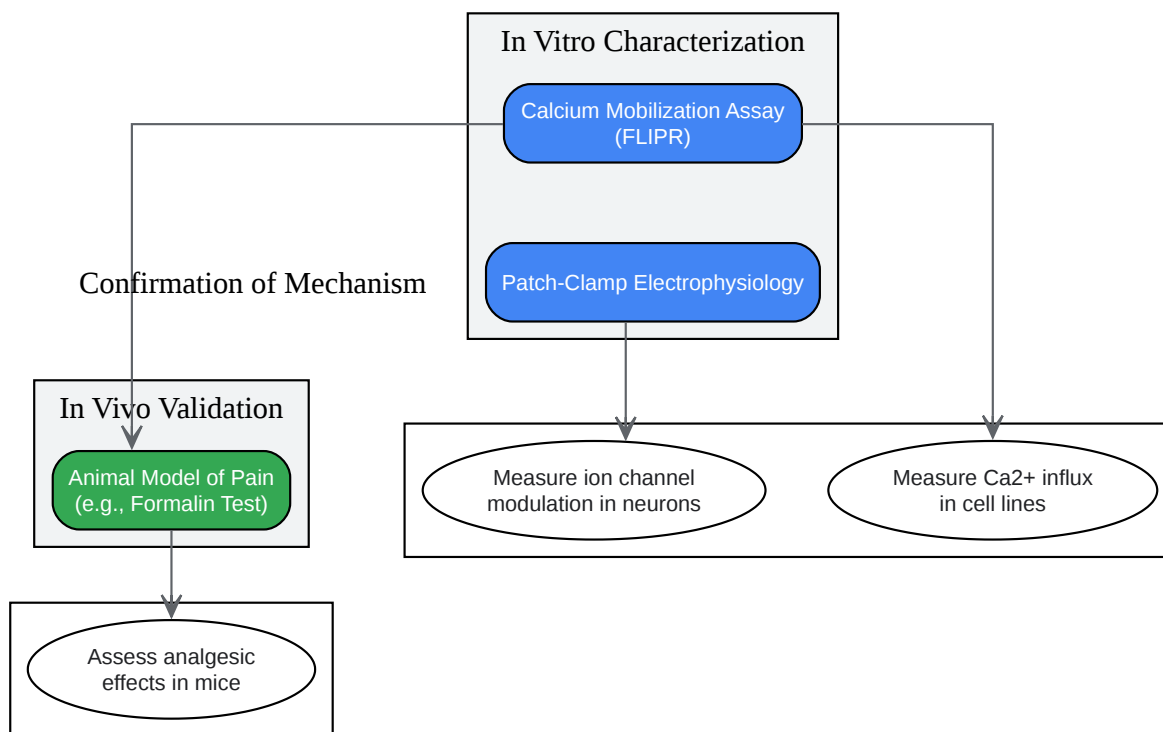 In Vitro Characterization
Calcium Mobilization Assay
(FLIPR)
Patch-Clamp Electrophysiology
Confirmation of Mechanism
In Vivo Validation
Animal Model of Pain
(e.g., Formalin Test)
Measure ion channel
modulation in neurons
Measure Ca2+ influx
in cell lines
Assess analgesic
effects in mice